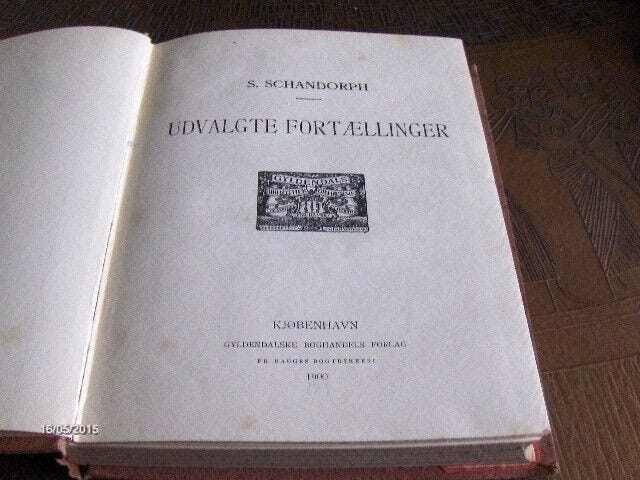 S. SCHANDORPH
UDVALGTE FORTÆLLINGER
GYLDENDALS
KJØBENHAVN
GYLDENDALSKE BOGHANDELS FORLAG
FR. BAGGES BOGTRYKKERI
1900
16/05/2015